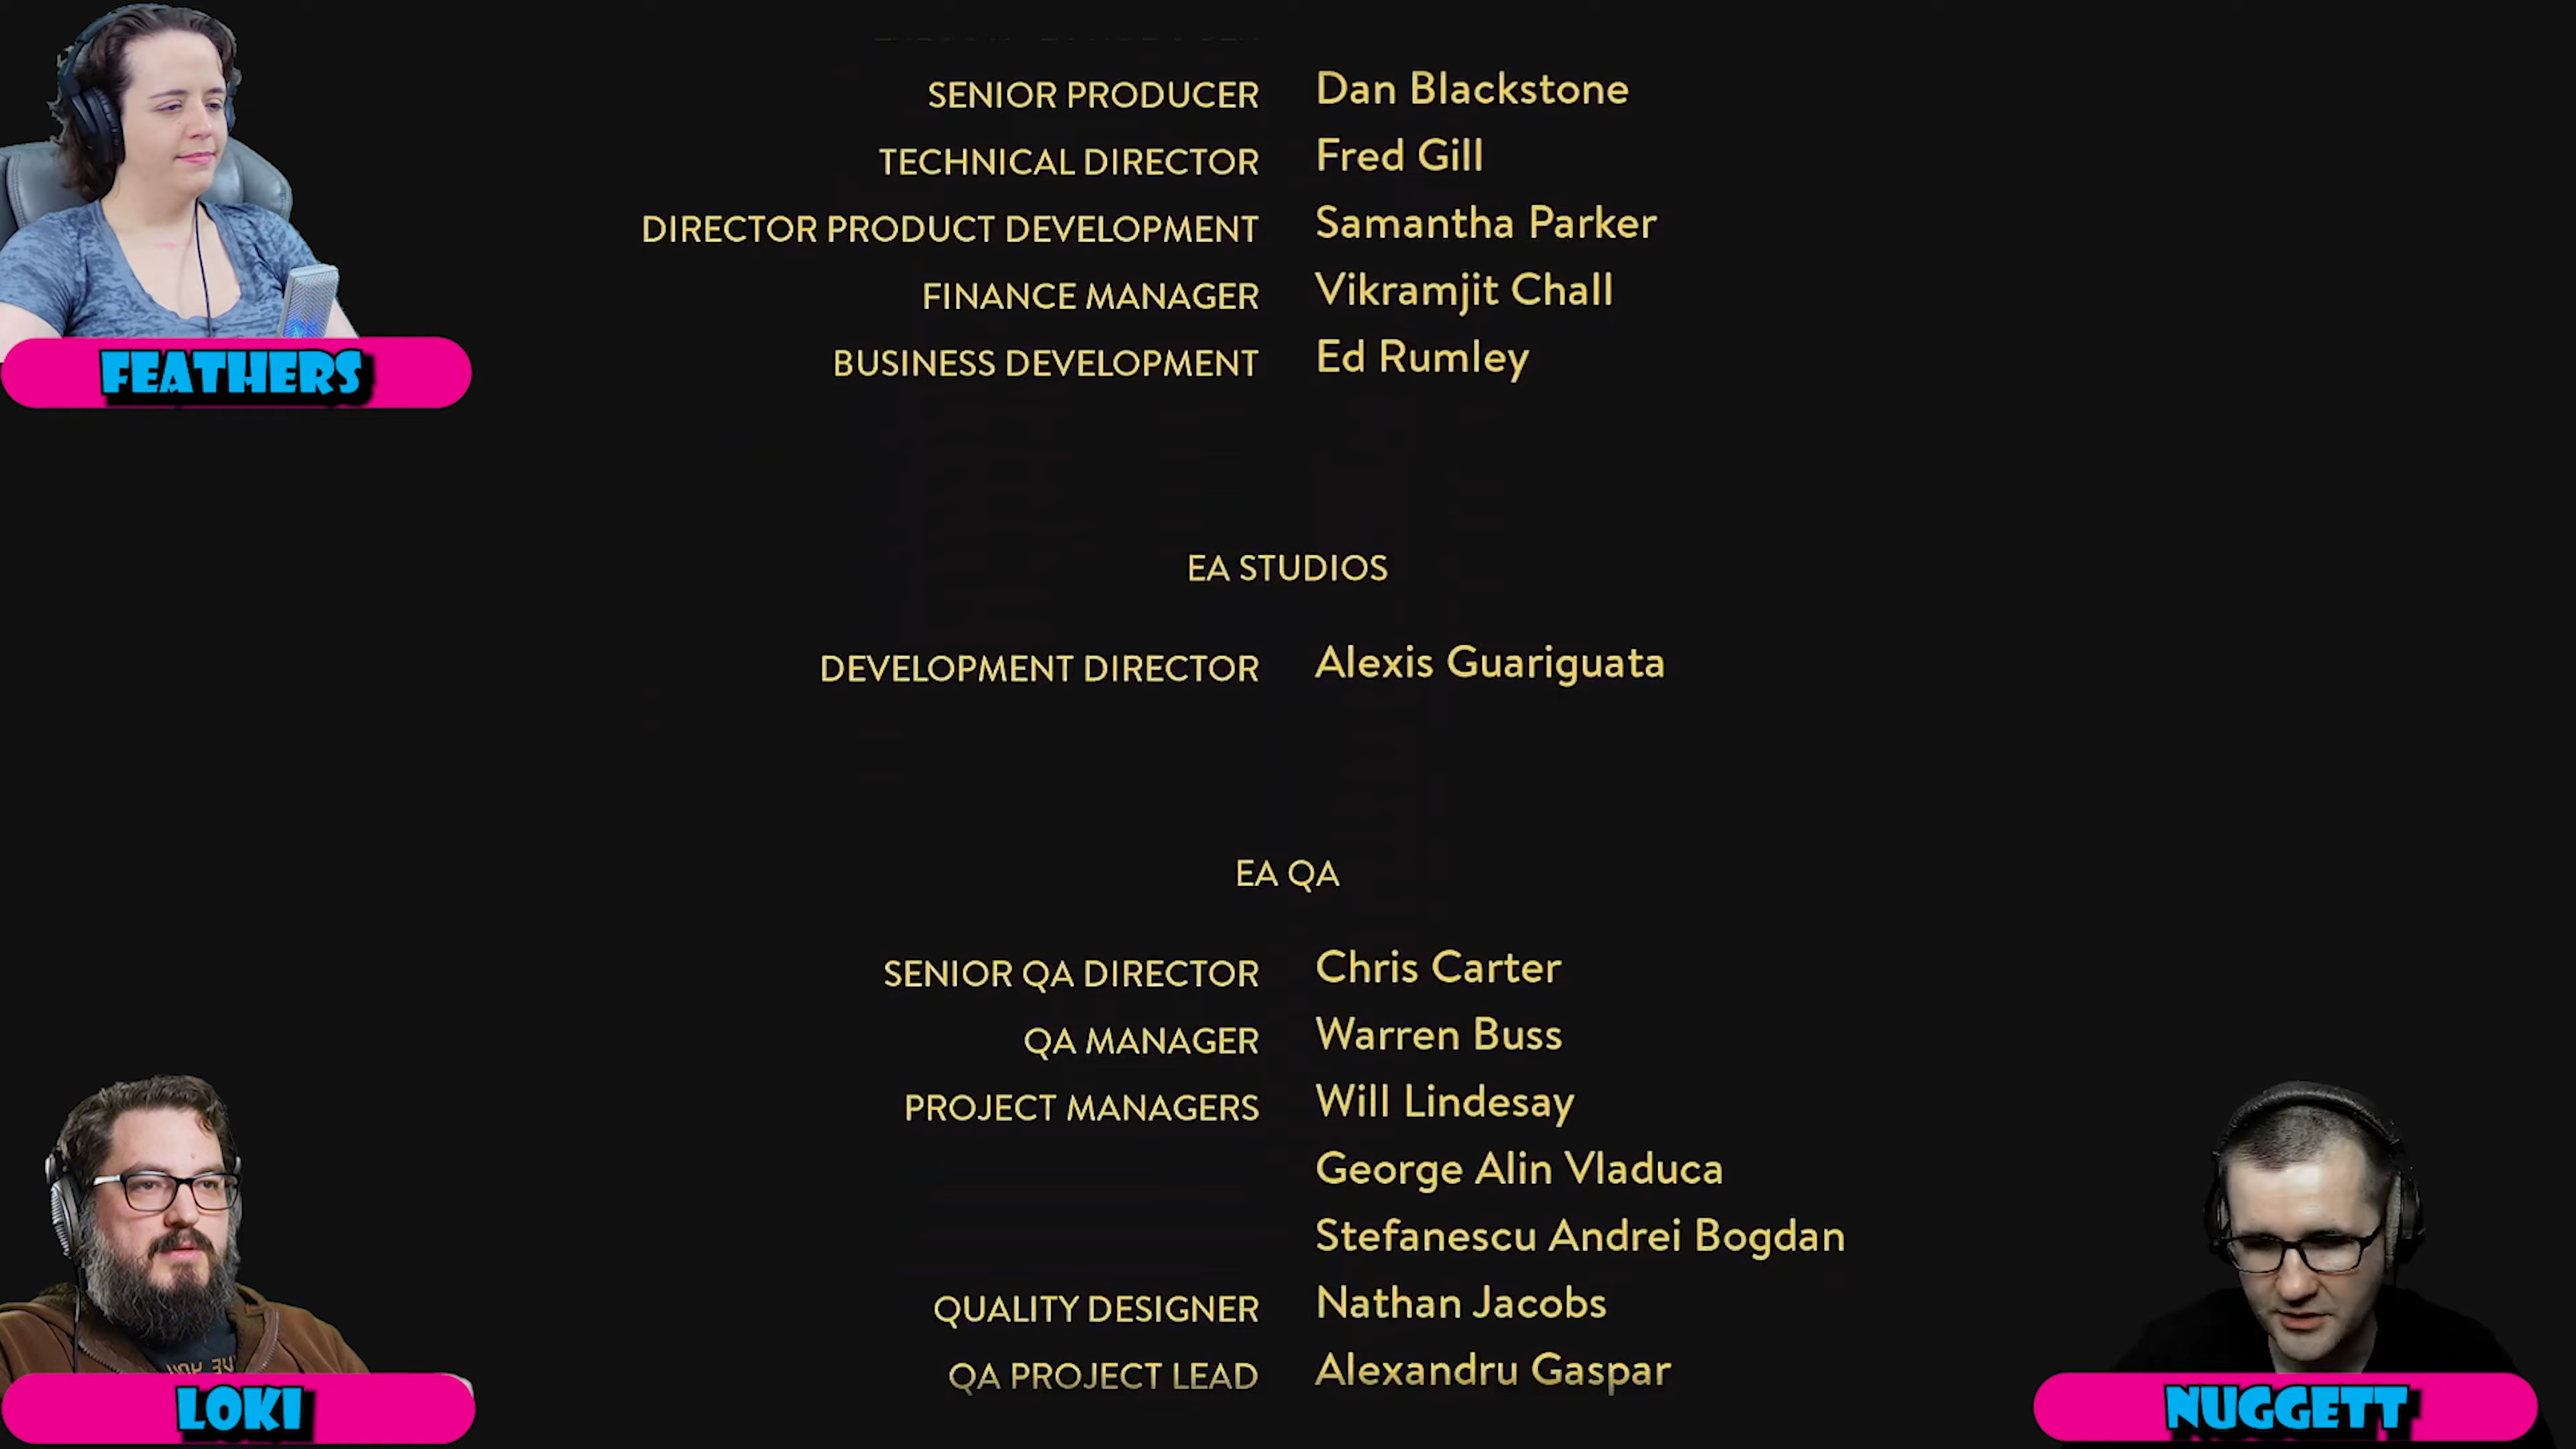 SENIOR PRODUCER Dan Blackstone
TECHNICAL DIRECTOR Fred Gill
DIRECTOR PRODUCT DEVELOPMENT Samantha Parker
FINANCE MANAGER Vikramjit Chall
BUSINESS DEVELOPMENT Ed Rumley
FEATHERS
EA STUDIOS
DEVELOPMENT DIRECTOR Alexis Guariguata
EA QA
SENIOR QA DIRECTOR Chris Carter
QA MANAGER Warren Buss
PROJECT MANAGERS Will Lindesay
George Alin Vladuca
Stefanescu Andrei Bogdan
QUALITY DESIGNER Nathan Jacobs
QA PROJECT LEAD Alexandru Gaspar
LOKI
NUGGETT